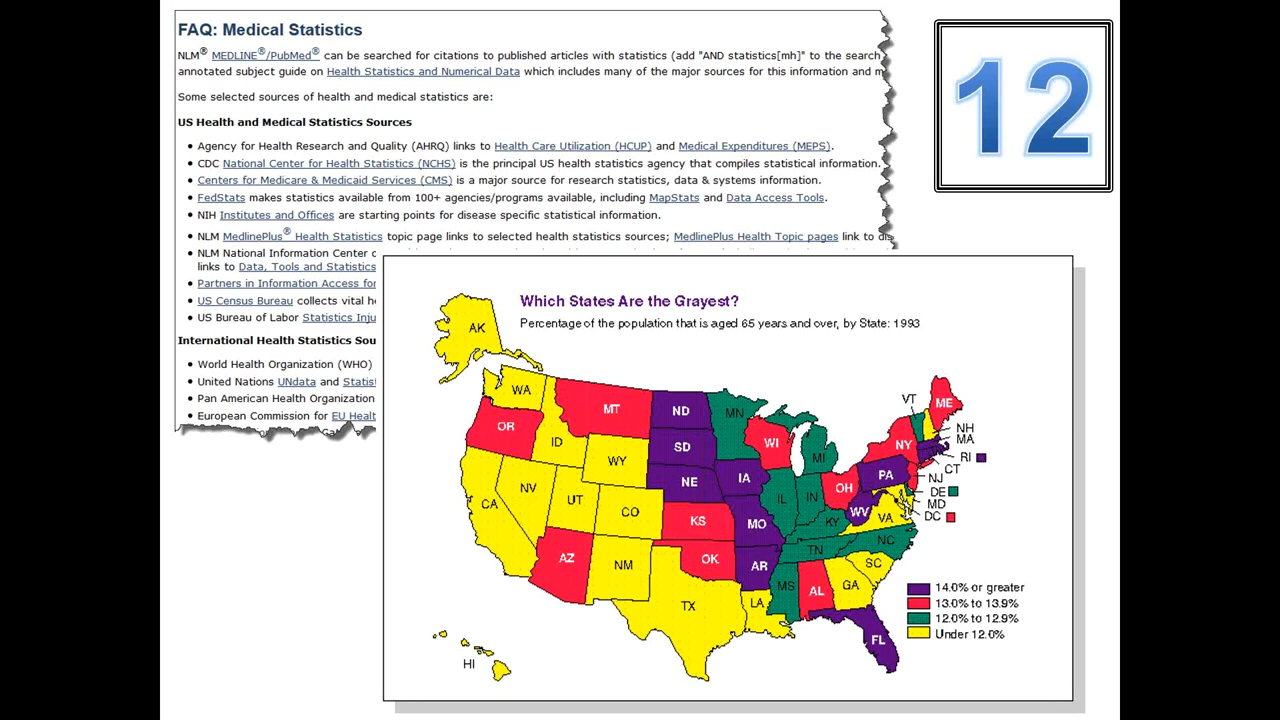 FAQ: Medical Statistics
NLM® MEDLINE®/PubMed® can be searched for citations to published articles with statistics (add "AND statistics[mh]" to the search
annotated subject guide on Health Statistics and Numerical Data which includes many of the major sources for this information and
Some selected sources of health and medical statistics are:
US Health and Medical Statistics Sources
• Agency for Health Research and Quality (AHRQ) links to Health Care Utilization (HCUP) and Medical Expenditures (MEPS).
• CDC National Center for Health Statistics (NCHS) is the principal US health statistics agency that compiles statistical information.
• Centers for Medicare & Medicaid Services (CMS) is a major source for research statistics, data & systems information.
• FedStats makes statistics available from 100+ agencies/programs available, including MapStats and Data Access Tools.
• NIH Institutes and Offices are starting points for disease specific statistical information.
• NLM MedlinePlus® Health Statistics topic page links to selected health statistics sources; MedlinePlus Health Topic pages link to
• NLM National Information Center
links to Data, Tools and Statistics
• Partners in Information Access for
• US Census Bureau collects vital
• US Bureau of Labor Statistics
International Health Statistics
• World Health Organization (WHO)
• United Nations UNdata and
• Pan American Health Organization
• European Commission for EU
12
Which States Are the Grayest?
Percentage of the population that is aged 65 years and over, by State: 1993
AK
WA
MT
ND
MN
VT
ME
OR
ID
SD
WI
MI
NY
NH
MA
RI
CT
WY
NE
IA
PA
NJ
CA
NV
UT
CO
IL
IN
OH
DE
MD
DC
KS
MO
KY
WV
VA
AZ
NM
OK
AR
TN
NC
SC
TX
LA
MS
AL
GA
FL
HI
14.0% or greater
13.0% to 13.9%
12.0% to 12.9%
Under 12.0%